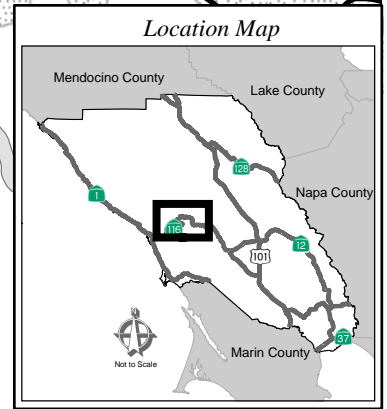 Location Map
Mendocino County
Lake County
128
Napa County
1
116
12
101
Not to Scale
Marin County
37